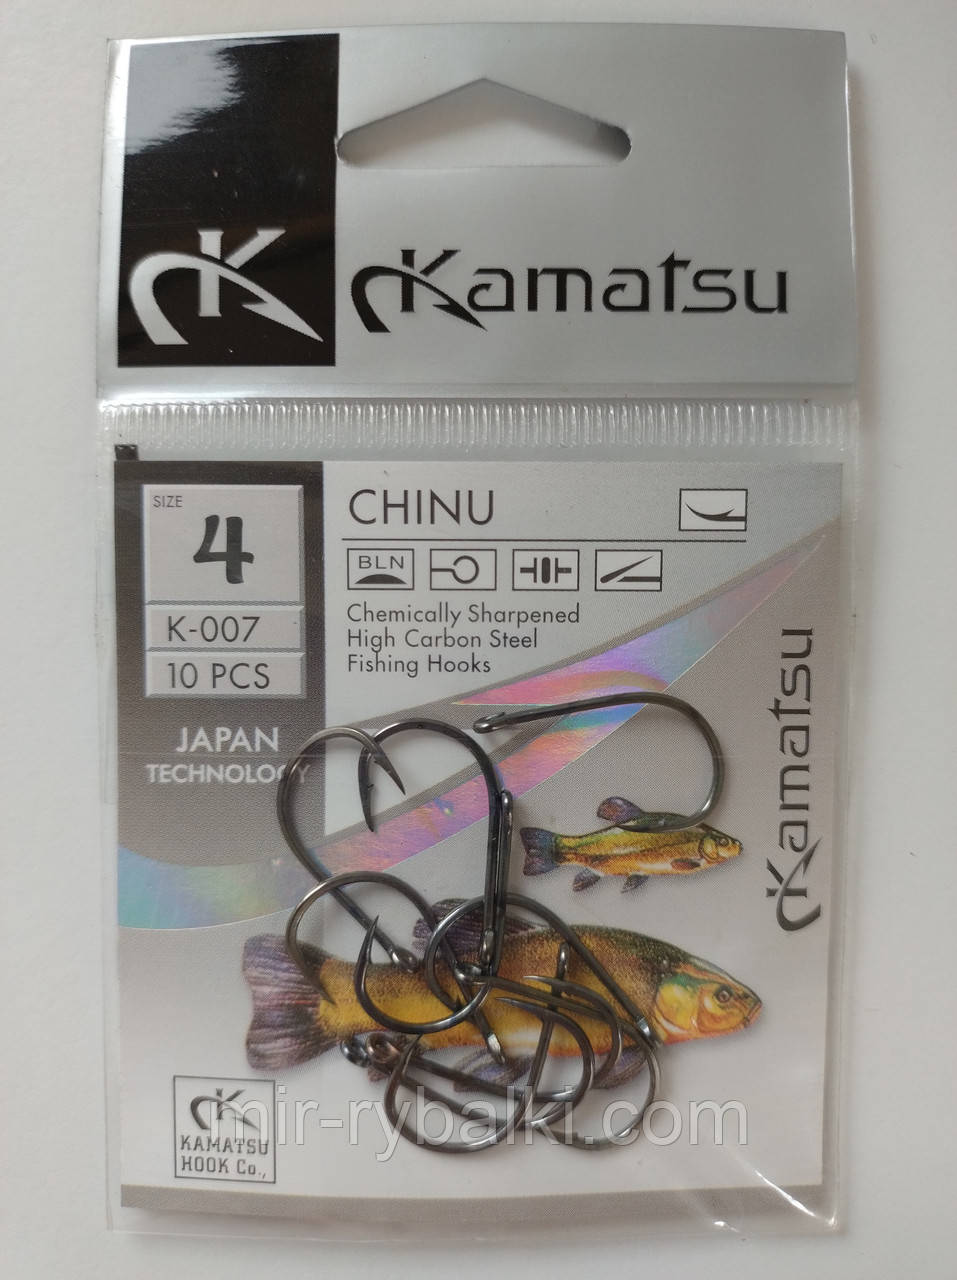 K
Kamatsu
SIZE
4
K-007
10 PCS
JAPAN
TECHNOLOGY
CHINU
BLN
Chemically Sharpened
High Carbon Steel
Fishing Hooks
Kamatsu
K
KAMATSU
HOOK Co.,
mir-rybalki.com